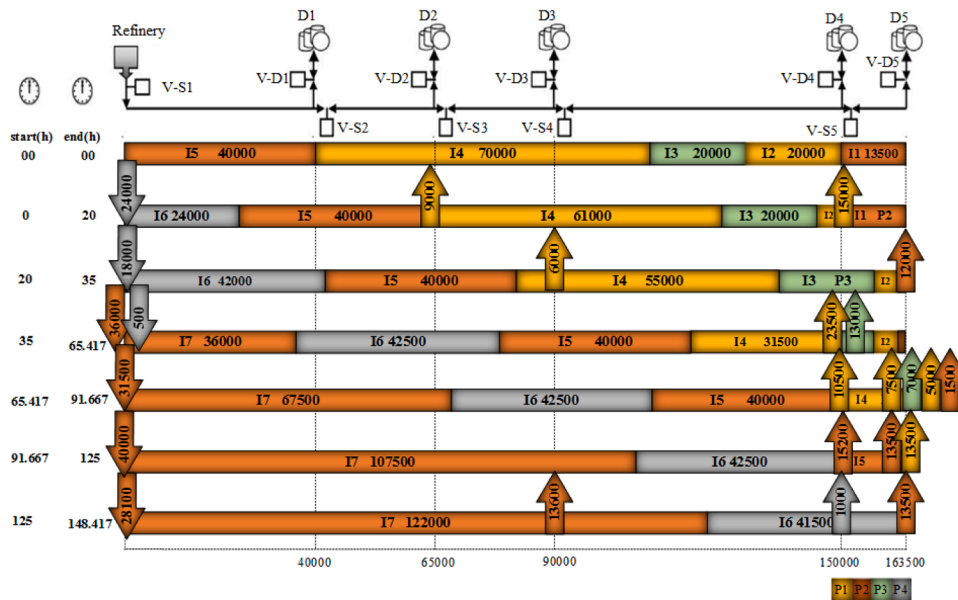 D1 D2 D3 D4 D5
Refinery
V-S1 V-D1 V-D2 V-D3 V-D4 V-D5
V-S2 V-S3 V-S4 V-S5
start(h) end(h)
00 00 I5 40000 I4 70000 I3 20000 I2 20000 I1 13500
24000 9000 15000
0 20 I6 24000 I5 40000 I4 61000 I3 20000 I2 I1 P2
18000 6000 12000
20 35 I6 42000 I5 40000 I4 55000 I3 P3 I2
36000 500 23500 13000
35 65.417 I7 36000 I6 42500 I5 40000 I4 31500 I2
31500 10500 7500 7000 5000 1500
65.417 91.667 I7 67500 I6 42500 I5 40000 I4
40000 15200 13500 13500
91.667 125 I7 107500 I6 42500 I5
28100 13600 1000 13500
125 148.417 I7 122000 I6 41500
40000 65000 90000 150000 163500
P1 P2 P3 P4